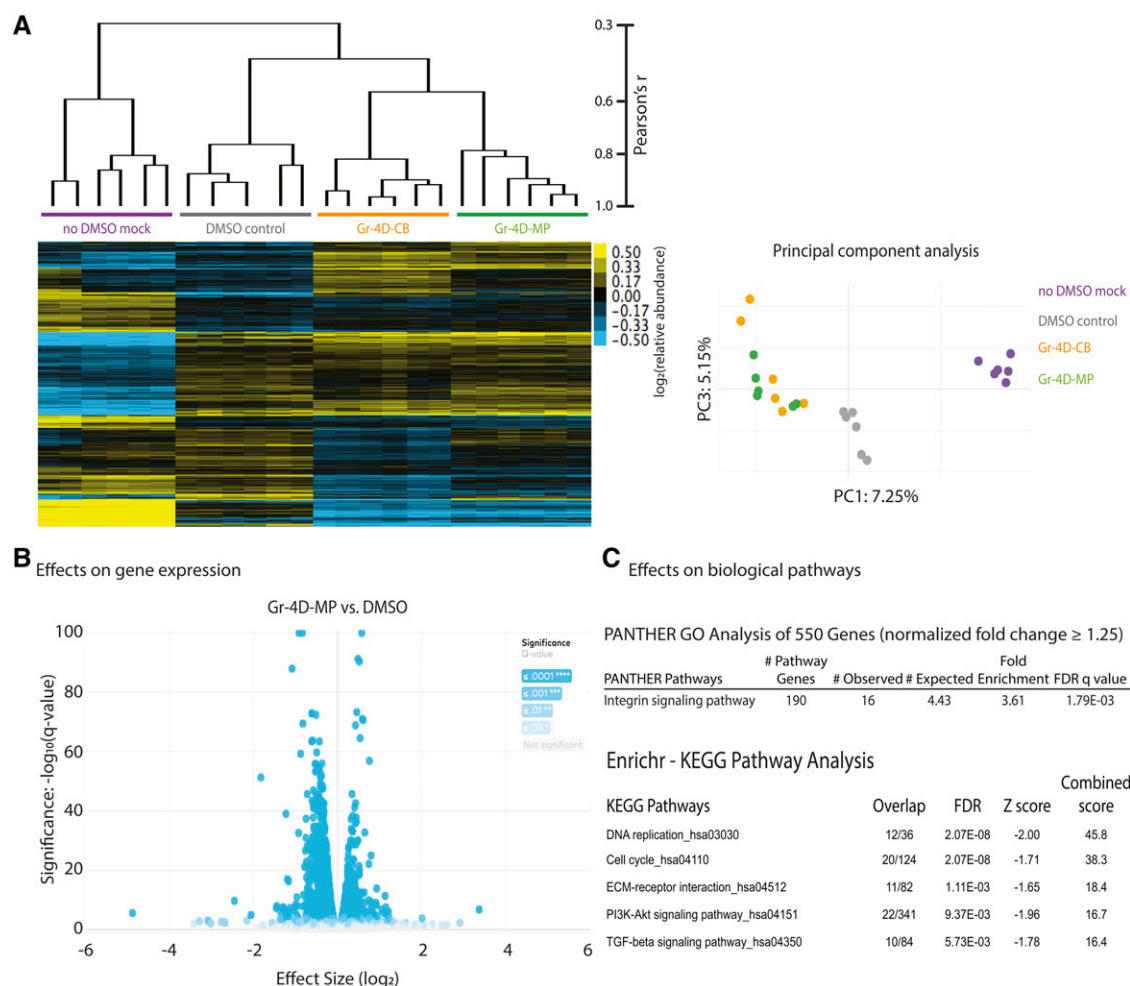 A
0.3
0.6
0.8
1.0
Pearson's r
no DMSO mock
DMSO control
Gr-4D-CB
Gr-4D-MP
0.50
0.33
0.17
0.00
−0.17
−0.33
−0.50
log₂(relative abundance)
Principal component analysis
no DMSO mock
DMSO control
Gr-4D-CB
Gr-4D-MP
PC3: 5.15%
PC1: 7.25%
B Effects on gene expression
Gr-4D-MP vs. DMSO
Significance
Q-value
≤ .0001 ****
≤ .001 ***
≤ .01 **
≤ .05 *
Not significant
100
80
60
40
20
0
Significance: -log₁₀(q-value)
-6 -4 -2 0 2 4 6
Effect Size (log₂)
C Effects on biological pathways
PANTHER GO Analysis of 550 Genes (normalized fold change ≥ 1.25)
PANTHER Pathways # Pathway Genes # Observed # Expected Fold Enrichment FDR q value
Integrin signaling pathway 190 16 4.43 3.61 1.79E-03
Enrichr - KEGG Pathway Analysis
KEGG Pathways Overlap FDR Z score Combined score
DNA replication_hsa03030 12/36 2.07E-08 -2.00 45.8
Cell cycle_hsa04110 20/124 2.07E-08 -1.71 38.3
ECM-receptor interaction_hsa04512 11/82 1.11E-03 -1.65 18.4
PI3K-Akt signaling pathway_hsa04151 22/341 9.37E-03 -1.96 16.7
TGF-beta signaling pathway_hsa04350 10/84 5.73E-03 -1.78 16.4